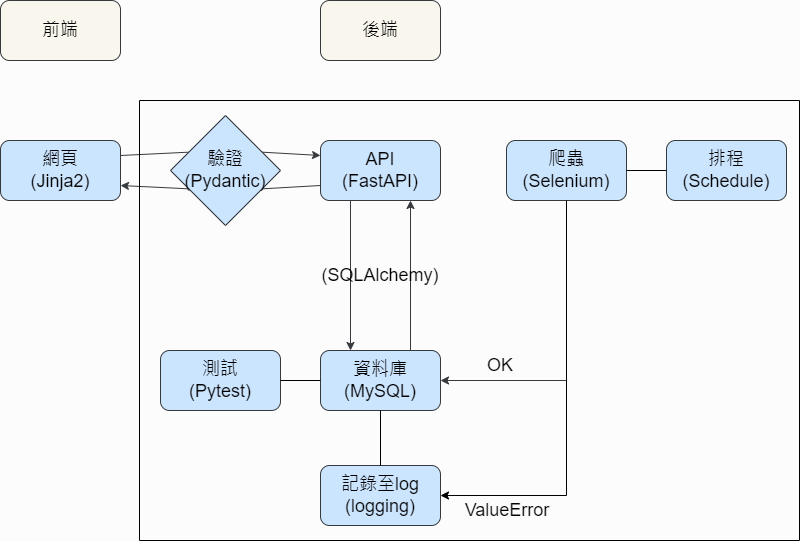 前端
後端
網頁
(Jinja2)
驗證
(Pydantic)
API
(FastAPI)
爬蟲
(Selenium)
排程
(Schedule)
(SQLAlchemy)
測試
(Pytest)
資料庫
(MySQL)
OK
記錄至log
(logging)
ValueError